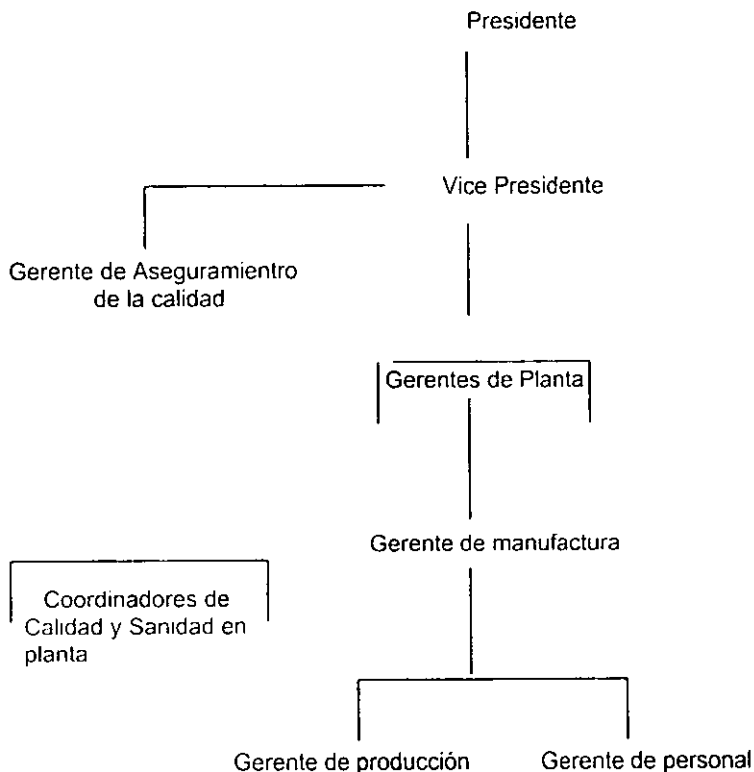 Presidente
Vice Presidente
Gerente de Aseguramientro
de la calidad
Gerentes de Planta
Gerente de manufactura
Coordinadores de
Calidad y Sanidad en
planta
Gerente de producción
Gerente de personal